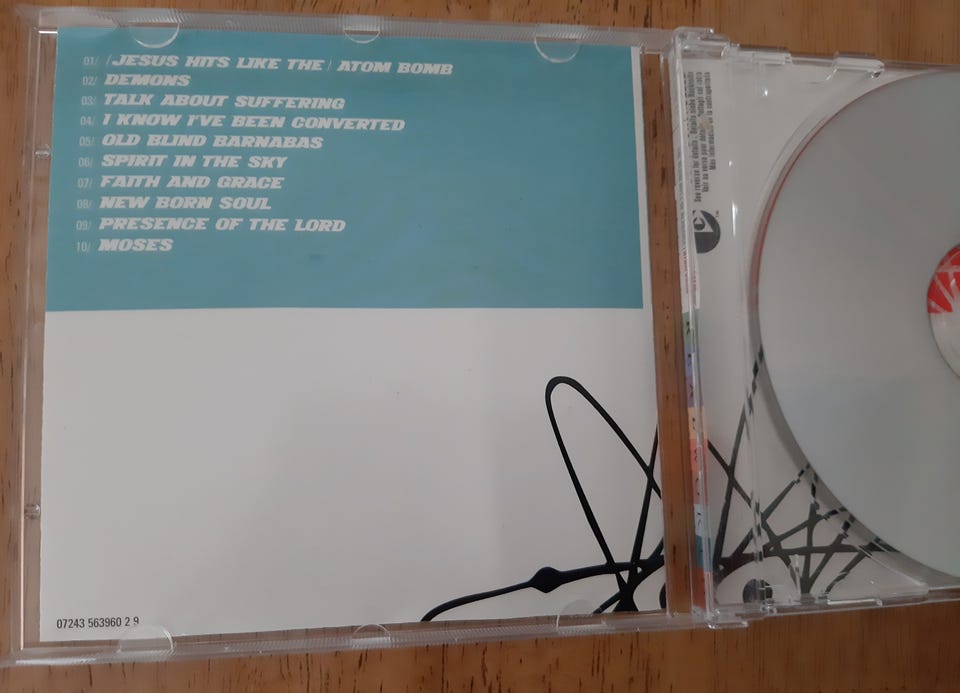 01/ /JESUS HITS LIKE THE/ ATOM BOMB
02/ DEMONS
03/ TALK ABOUT SUFFERING
04/ I KNOW I'VE BEEN CONVERTED
05/ OLD BLIND BARNABAS
06/ SPIRIT IN THE SKY
07/ FAITH AND GRACE
08/ NEW BORN SOUL
09/ PRESENCE OF THE LORD
10/ MOSES
07243 563960 2 9